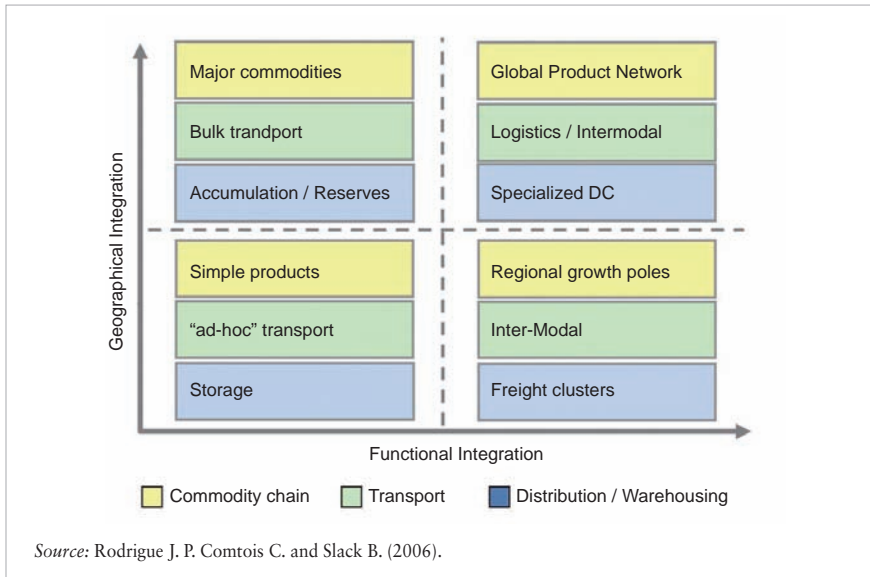 Major commodities
Bulk trandport
Accumulation / Reserves
Global Product Network
Logistics / Intermodal
Specialized DC
Simple products
“ad-hoc” transport
Storage
Regional growth poles
Inter-Modal
Freight clusters
Geographical Integration
Functional Integration
Commodity chain
Transport
Distribution / Warehousing
Source: Rodrigue J. P. Comtois C. and Slack B. (2006).